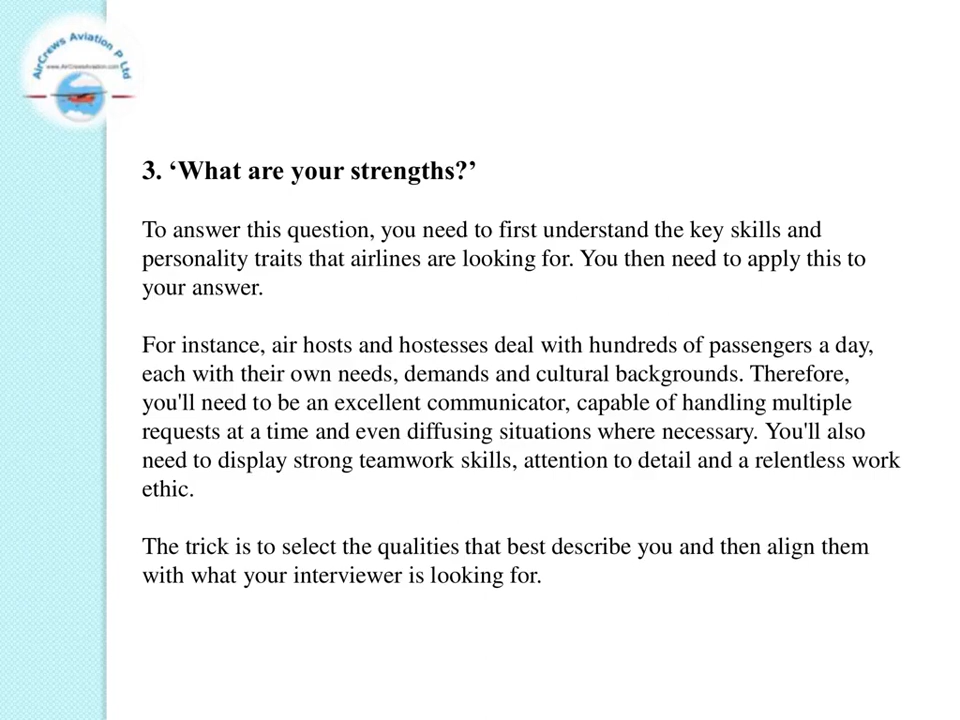 AirCrews Aviation P Ltd
www.AirCrewsAviation.com
3. ‘What are your strengths?’
To answer this question, you need to first understand the key skills and
personality traits that airlines are looking for. You then need to apply this to
your answer.
For instance, air hosts and hostesses deal with hundreds of passengers a day,
each with their own needs, demands and cultural backgrounds. Therefore,
you'll need to be an excellent communicator, capable of handling multiple
requests at a time and even diffusing situations where necessary. You'll also
need to display strong teamwork skills, attention to detail and a relentless work
ethic.
The trick is to select the qualities that best describe you and then align them
with what your interviewer is looking for.